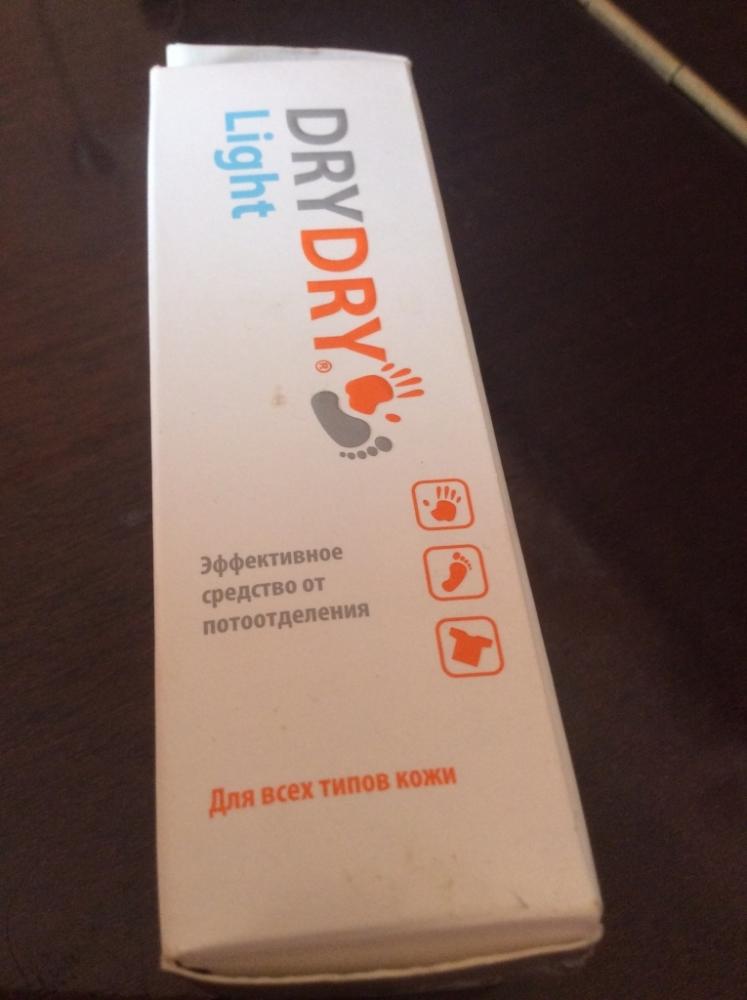 DRYDRY®
Light
Эффективное
средство от
потоотделения
Для всех типов кожи